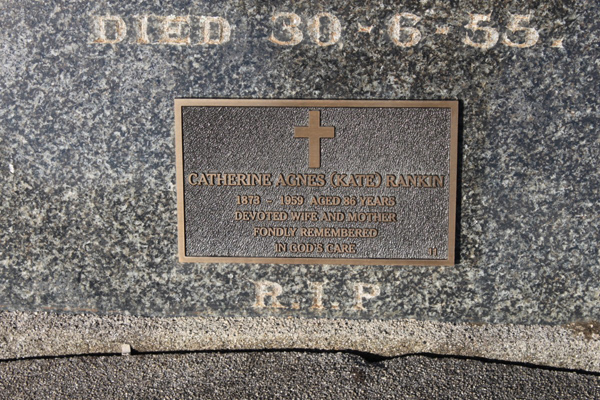 DIED 30-6-55.
CATHERINE AGNES (KATE) RANKIN
1873 - 1959 AGED 86 YEARS
DEVOTED WIFE AND MOTHER
FONDLY REMEMBERED
IN GOD'S CARE
R.I.P